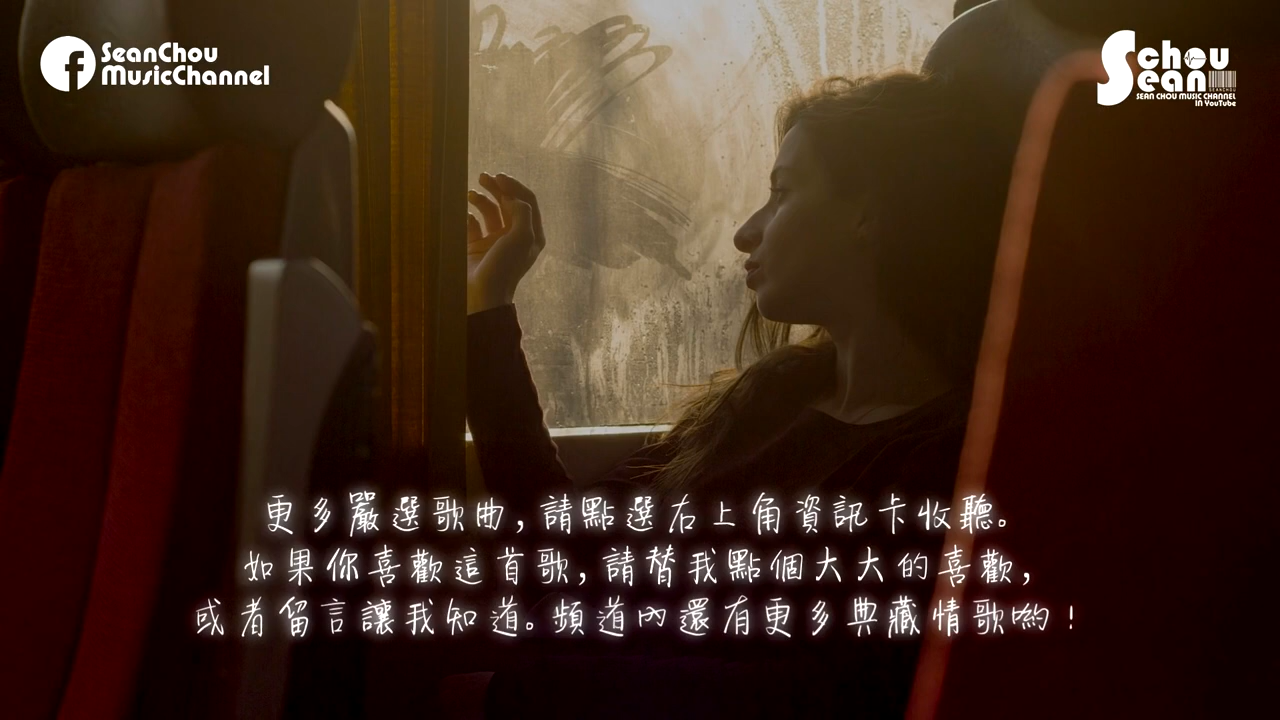 SeanChou
MusicChannel
Schou
Sean
SEANCHOU
SEAN CHOU MUSIC CHANNEL
IN YouTube
更多嚴選歌曲,請點選右上角資訊卡收聽。
如果你喜歡這首歌,請替我點個大大的喜歡,
或者留言讓我知道。頻道內還有更多典藏情歌喲!